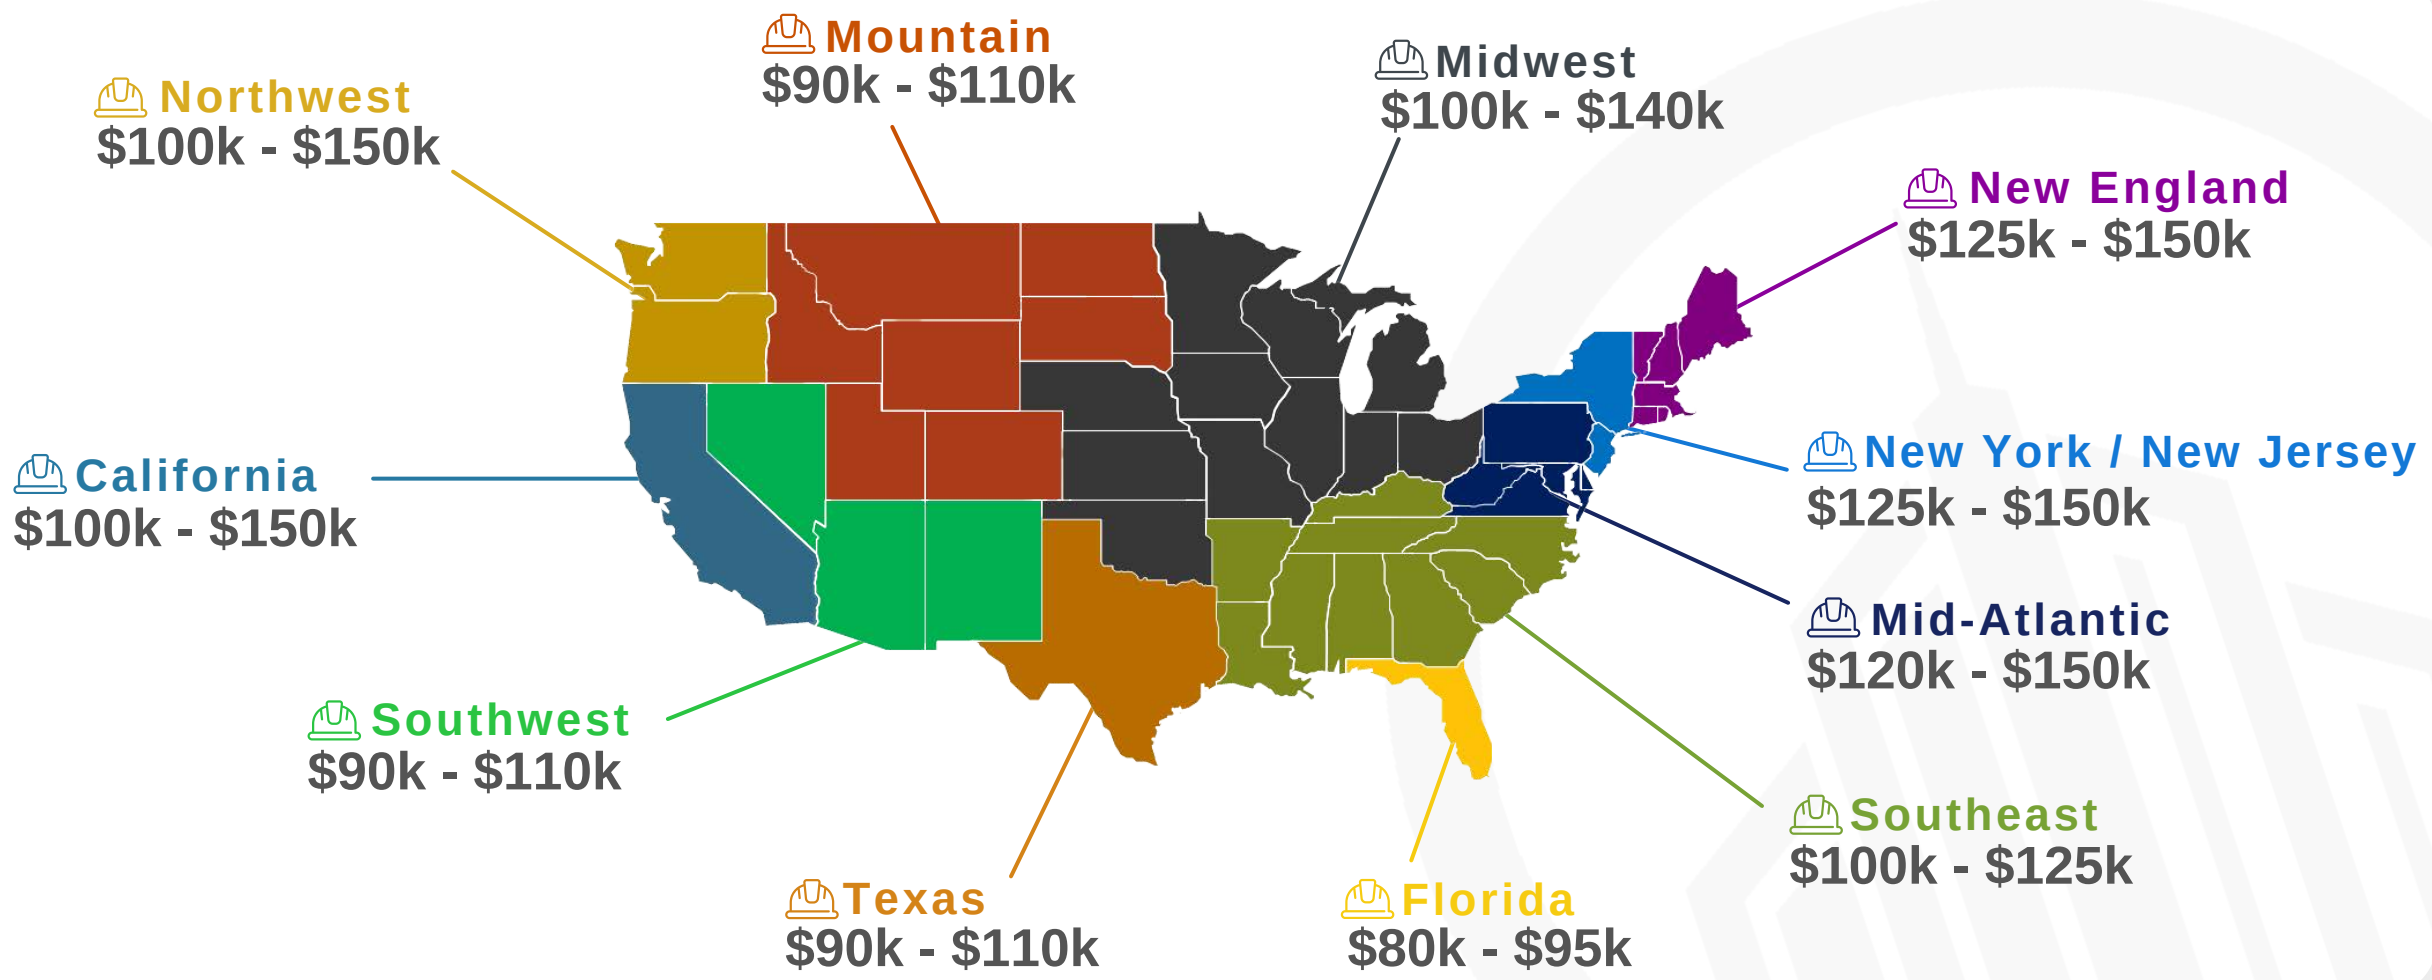 Mountain
$90k - $110k
Midwest
$100k - $140k
Northwest
$100k - $150k
New England
$125k - $150k
California
$100k - $150k
New York / New Jersey
$125k - $150k
Mid-Atlantic
$120k - $150k
Southwest
$90k - $110k
Southeast
$100k - $125k
Texas
$90k - $110k
Florida
$80k - $95k